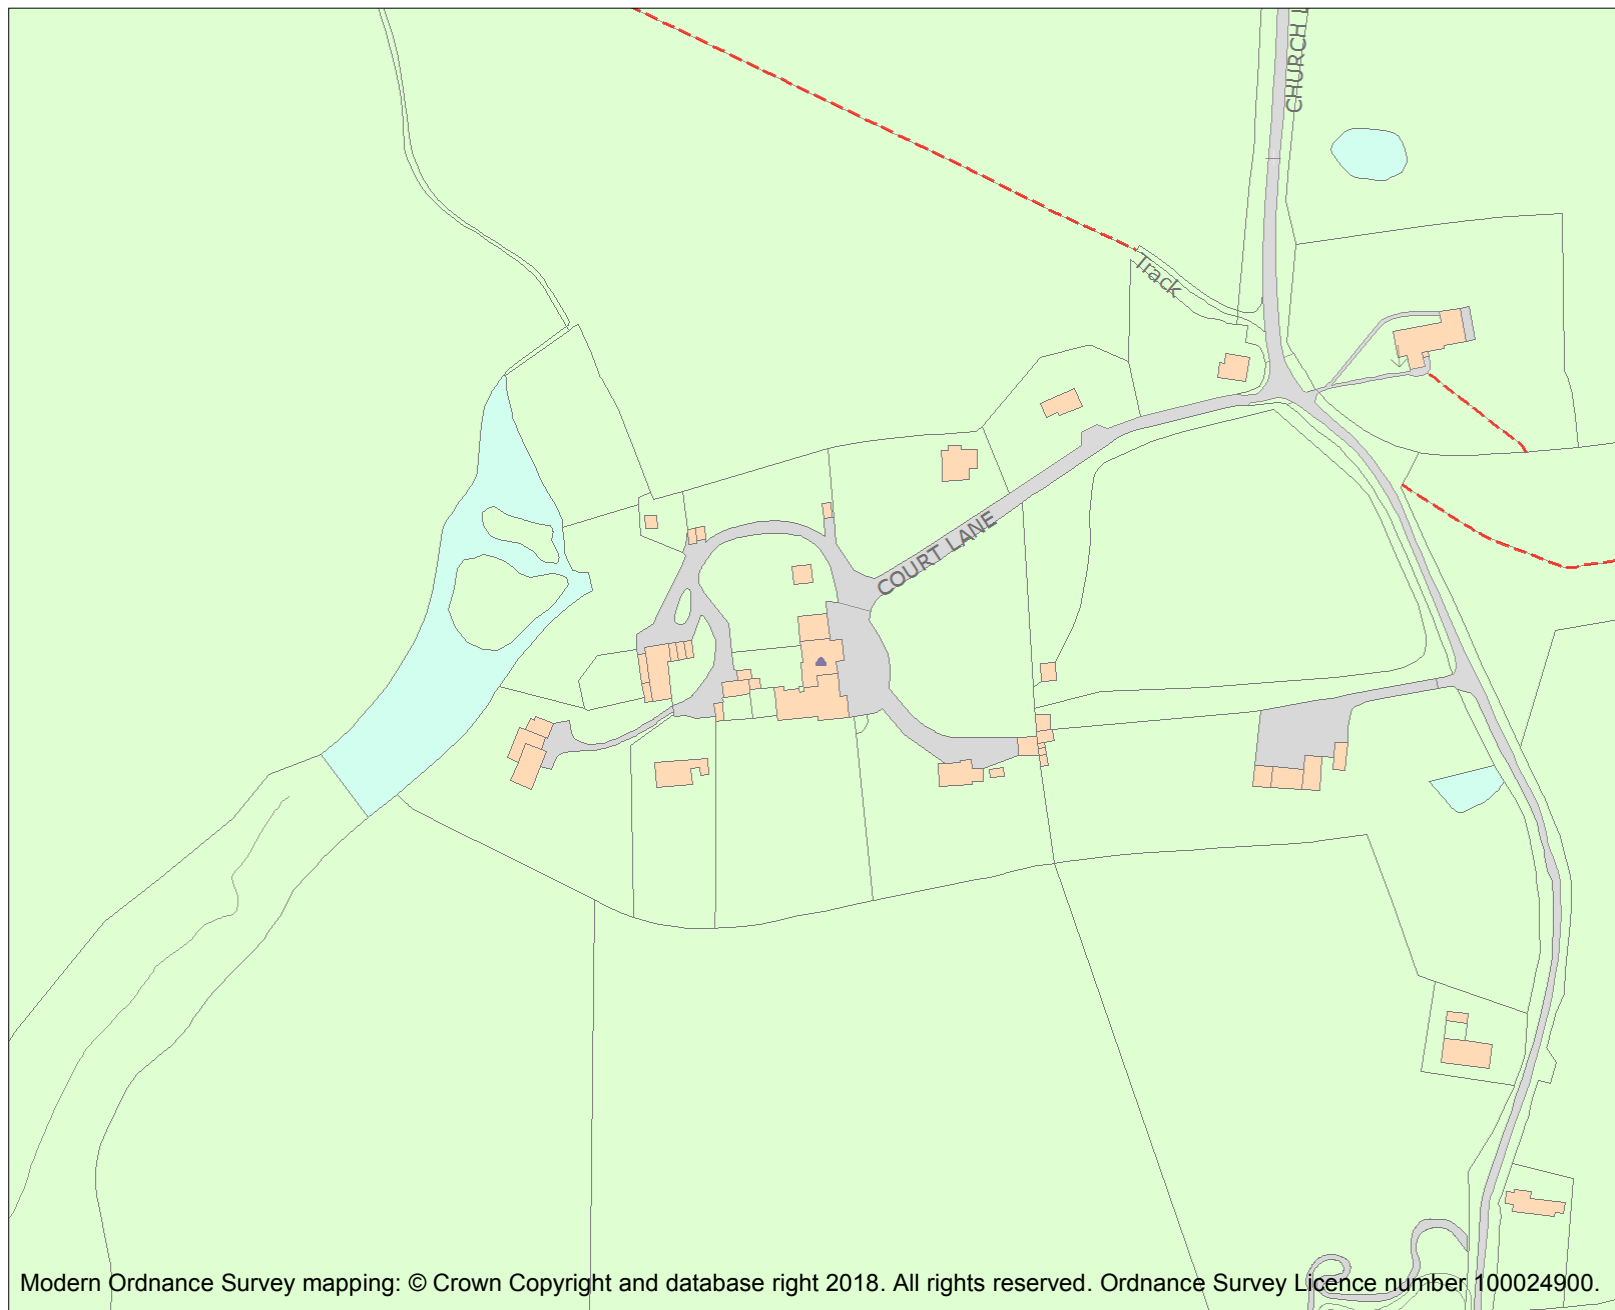 CHURCH L
Track
COURT LANE
Modern Ordnance Survey mapping: © Crown Copyright and database right 2018. All rights reserved. Ordnance Survey Licence number 100024900.